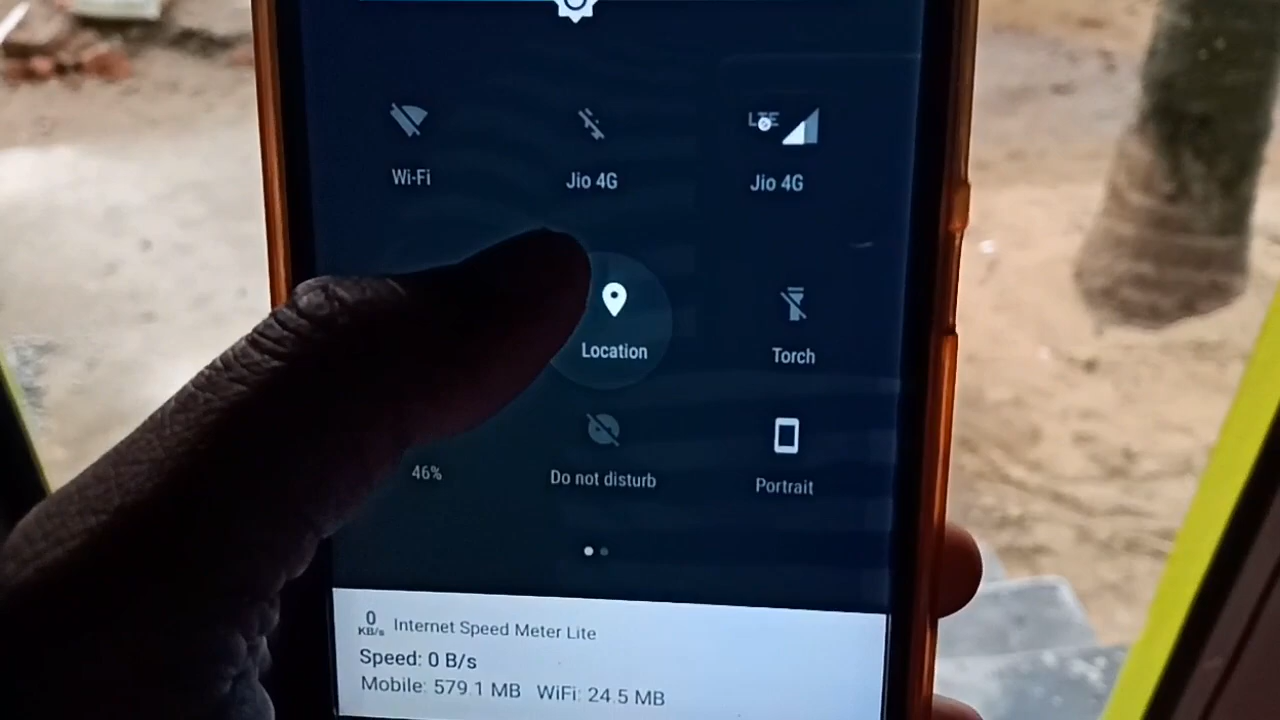 LTE
Wi-Fi
Jio 4G
Jio 4G
Location
Torch
46%
Do not disturb
Portrait
0
KB/s
Internet Speed Meter Lite
Speed: 0 B/s
Mobile: 579.1 MB WiFi: 24.5 MB